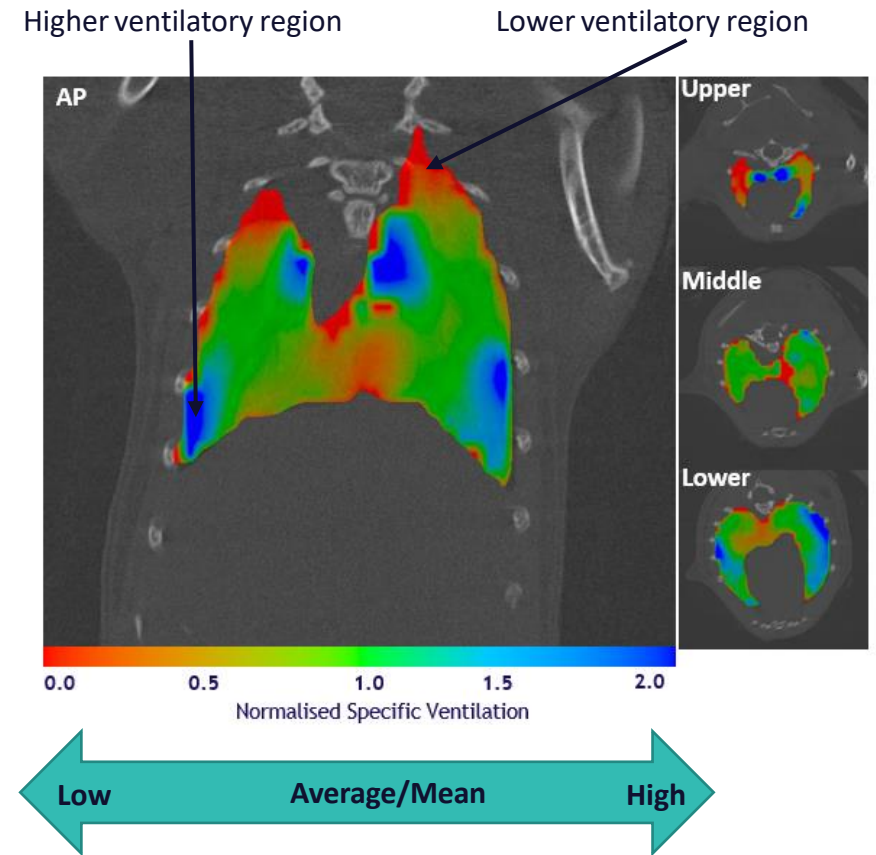 Higher ventilatory region
Lower ventilatory region
AP
Upper
Middle
Lower
0.0 0.5 1.0 1.5 2.0
Normalised Specific Ventilation
Low Average/Mean High